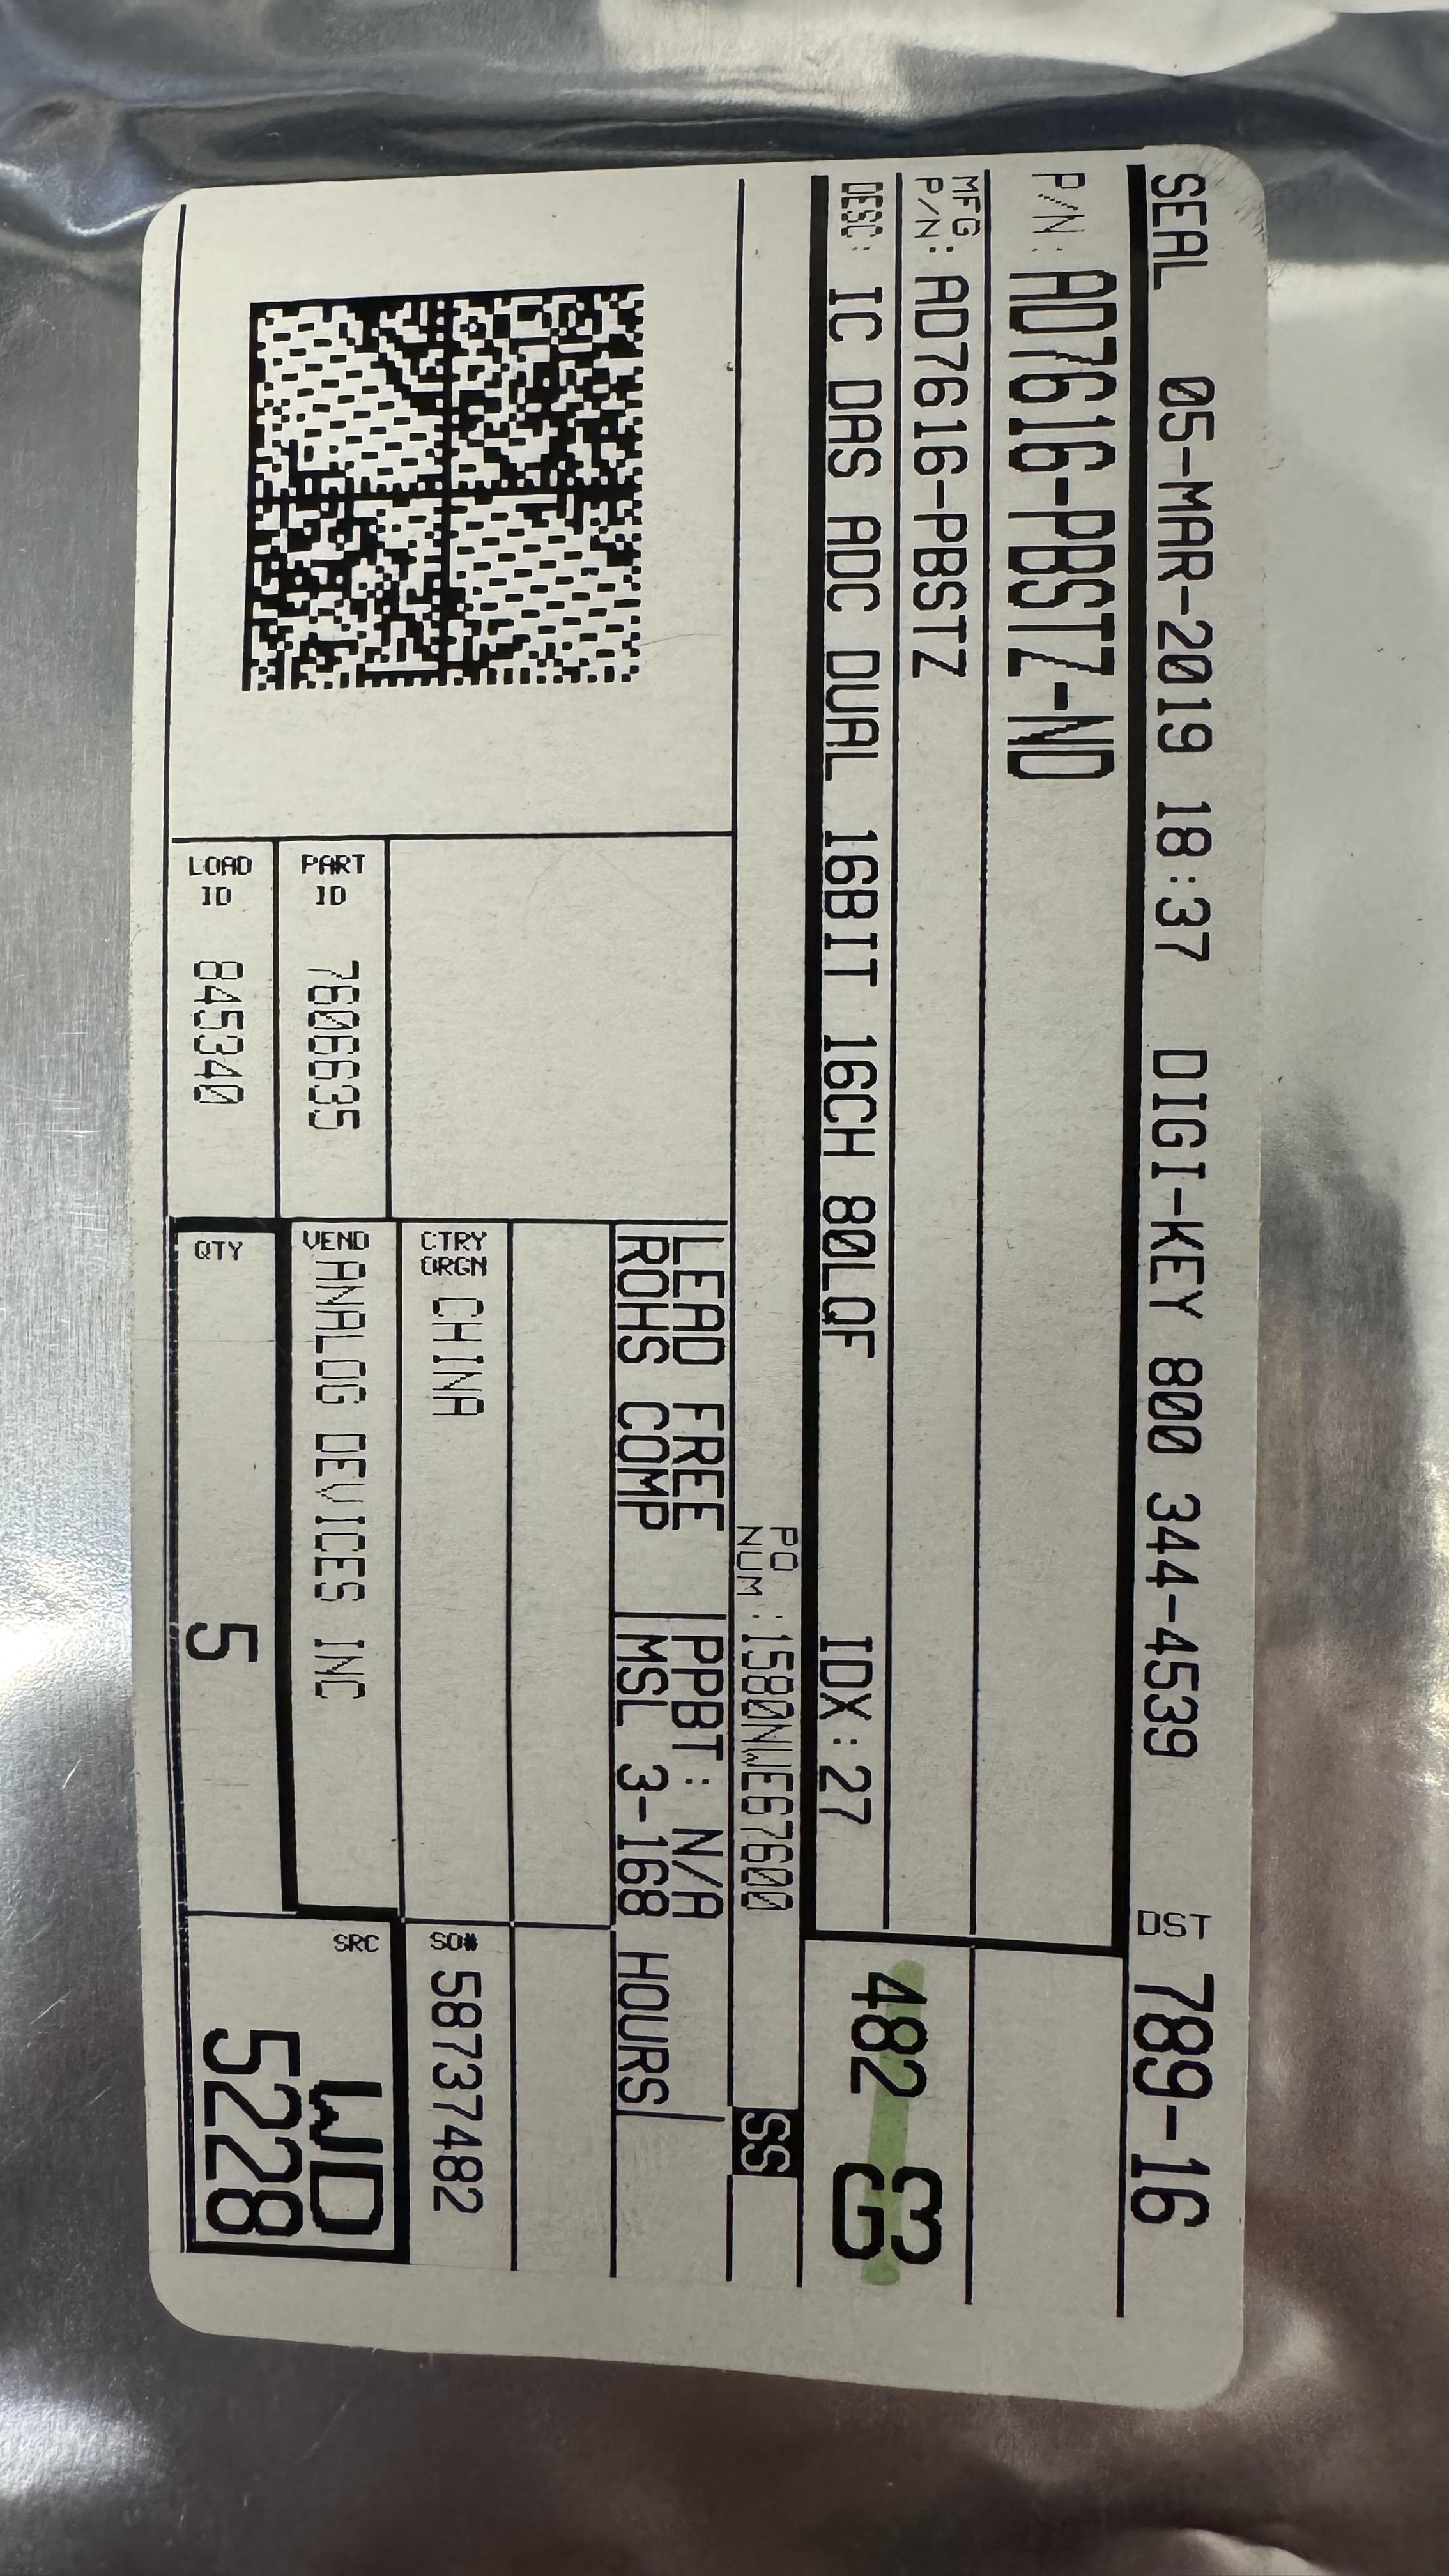 SEAL 05-MAR-2019 18:37 DIGI-KEY 800 344-4539 DST 789-16
P/N: AD7616-PBSTZ-ND
MFG P/N: AD7616-PBSTZ
DESC: IC DAS ADC DUAL 16BIT 16CH 80LQF IDX:27
482 G3
PO NUM: 1580NWE67600 SS
LEAD FREE PPBT: N/A
ROHS COMP MSL 3-168 HOURS
CTRY ORGN CHINA
SO# 58737482
PART ID 7606635
VEND ANALOG DEVICES INC
LOAD ID 845340
QTY 5
SRC WD
5228